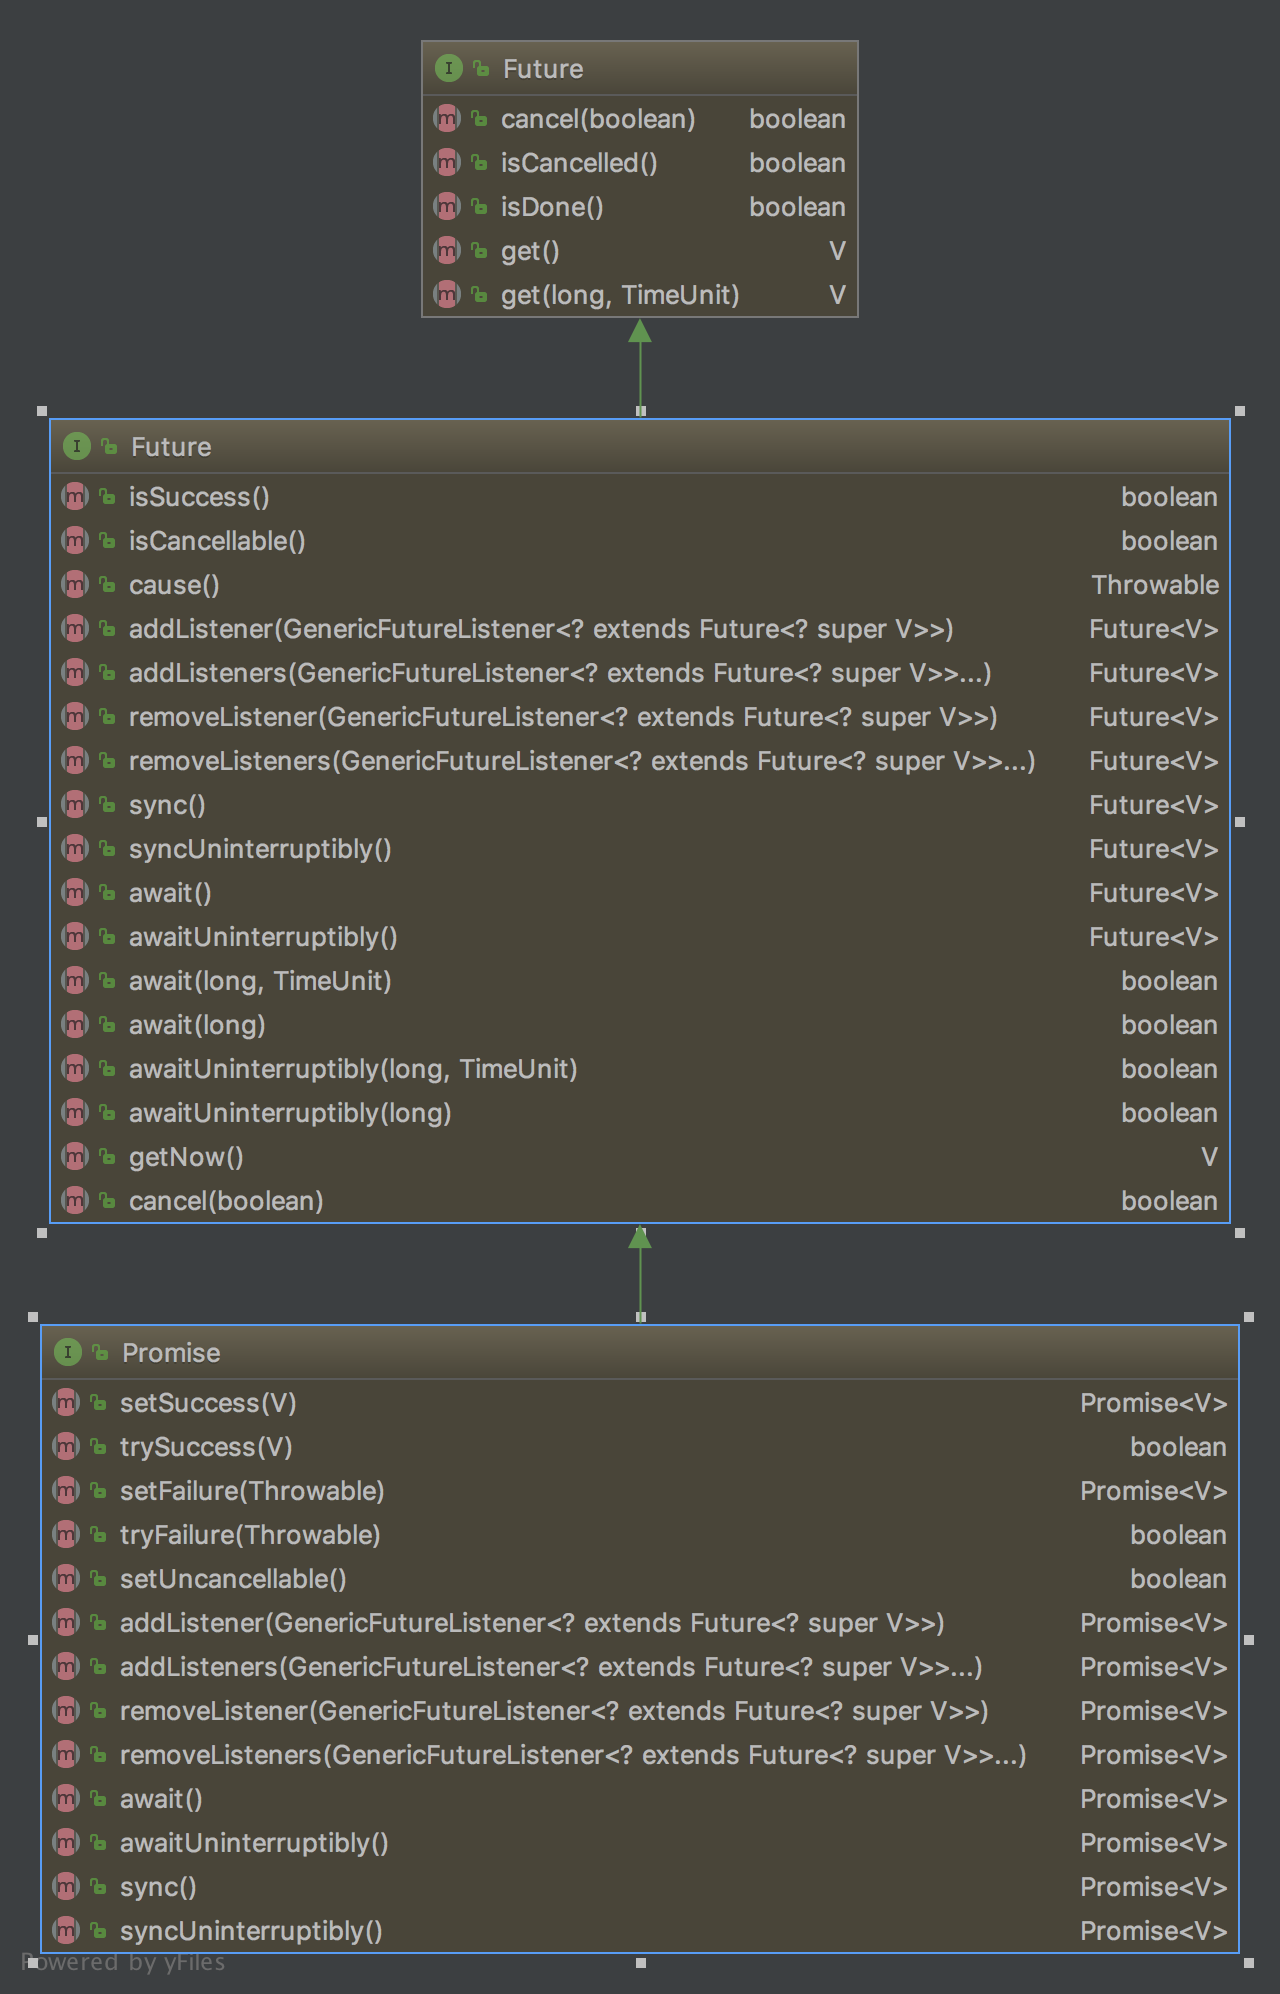 Future
cancel(boolean) boolean
isCancelled() boolean
isDone() boolean
get() V
get(long, TimeUnit) V
Future
isSuccess() boolean
isCancellable() boolean
cause() Throwable
addListener(GenericFutureListener<? extends Future<? super V>>) Future<V>
addListeners(GenericFutureListener<? extends Future<? super V>>...) Future<V>
removeListener(GenericFutureListener<? extends Future<? super V>>) Future<V>
removeListeners(GenericFutureListener<? extends Future<? super V>>...) Future<V>
sync() Future<V>
syncUninterruptibly() Future<V>
await() Future<V>
awaitUninterruptibly() Future<V>
await(long, TimeUnit) boolean
await(long) boolean
awaitUninterruptibly(long, TimeUnit) boolean
awaitUninterruptibly(long) boolean
getNow() V
cancel(boolean) boolean
Promise
setSuccess(V) Promise<V>
trySuccess(V) boolean
setFailure(Throwable) Promise<V>
tryFailure(Throwable) boolean
setUncancellable() boolean
addListener(GenericFutureListener<? extends Future<? super V>>) Promise<V>
addListeners(GenericFutureListener<? extends Future<? super V>>...) Promise<V>
removeListener(GenericFutureListener<? extends Future<? super V>>) Promise<V>
removeListeners(GenericFutureListener<? extends Future<? super V>>...) Promise<V>
await() Promise<V>
awaitUninterruptibly() Promise<V>
sync() Promise<V>
syncUninterruptibly() Promise<V>
Powered by yFiles